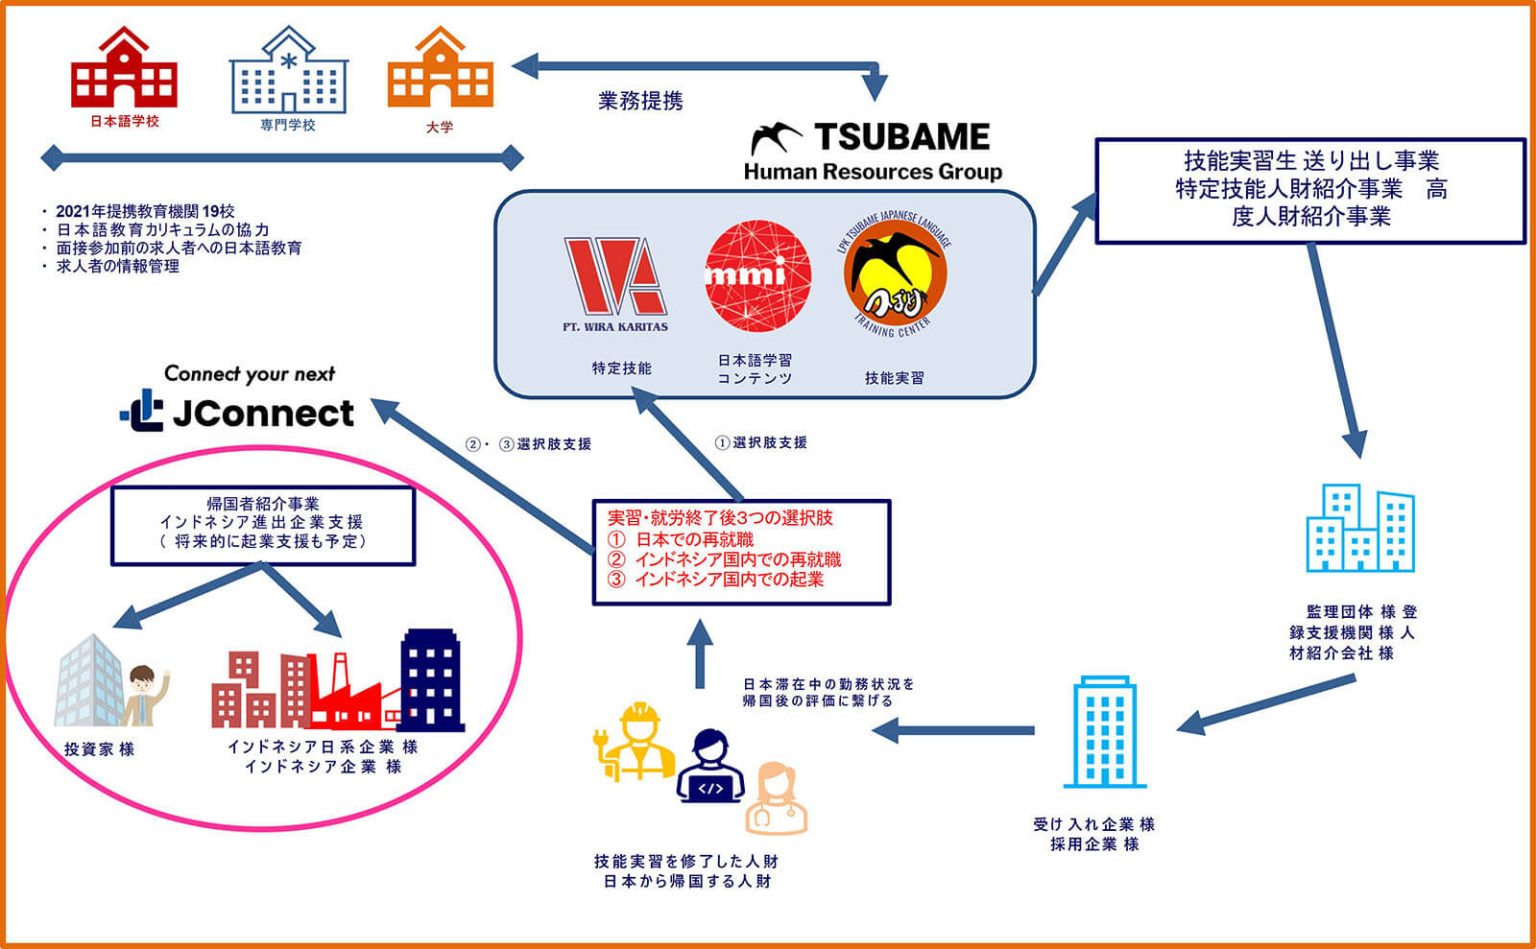 日本語学校
専門学校
大学
業務提携
TSUBAME
Human Resources Group
・ 2021年提携教育機関 19校
・ 日本語教育カリキュラムの協力
・ 面接参加前の求人者への日本語教育
・ 求人者の情報管理
技能実習生 送り出し事業
特定技能人財紹介事業　高
度人財紹介事業
PT. WIRA KARITAS
特定技能
mmi
日本語学習
コンテンツ
LPK TSUBAME JAPANESE LANGUAGE
つばめ
TRAINING CENTER
技能実習
Connect your next
JConnect
②・ ③選択肢支援
①選択肢支援
帰国者紹介事業
インドネシア進出企業支援
（ 将来的に起業支援も予定）
実習・就労終了後3つの選択肢
① 日本での再就職
② インドネシア国内での再就職
③ インドネシア国内での起業
投資家 様
インドネシア日系企業 様
インドネシア企業 様
日本滞在中の勤務状況を
帰国後の評価に繋げる
</>
技能実習を修了した人財
日本から帰国する人財
監理団体 様 登
録支援機関 様 人
材紹介会社 様
受け入れ企業 様
採用企業 様